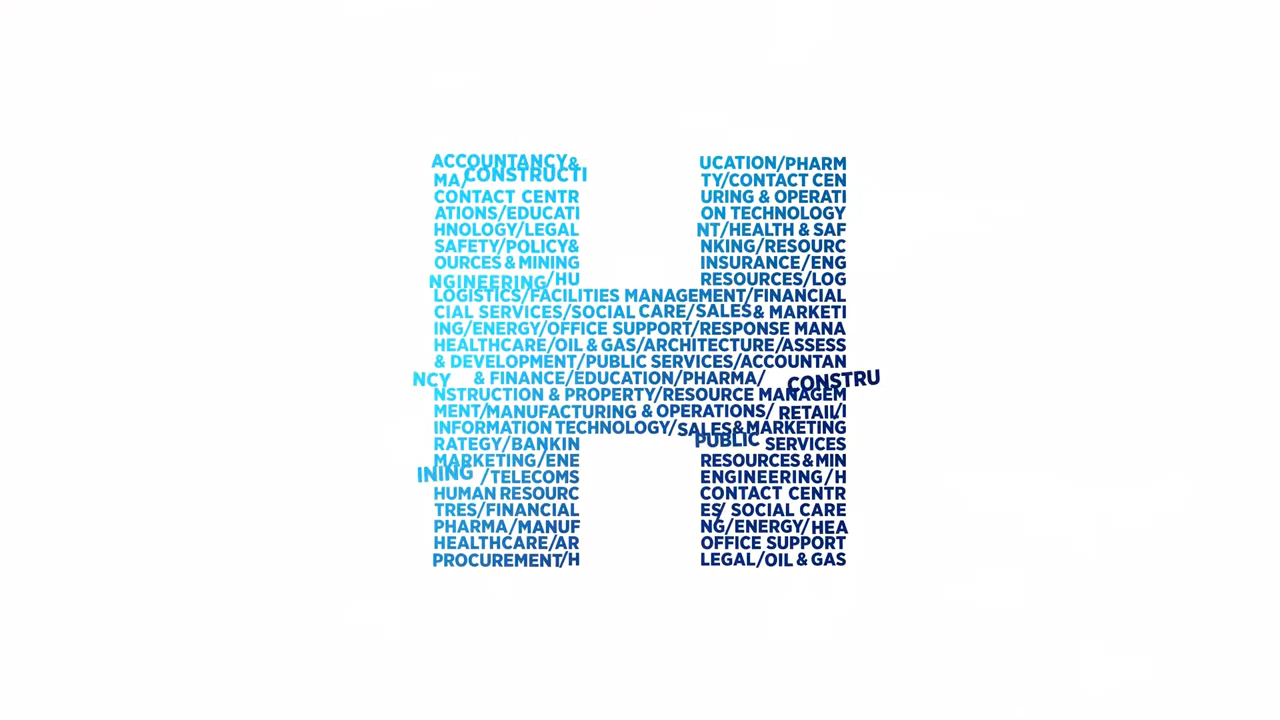 ACCOUNTANCY& UCATION/PHARM
MA/CONSTRUCTI TY/CONTACT CEN
CONTACT CENTR URING & OPERATI
ATIONS/EDUCATI ON TECHNOLOGY
HNOLOGY/LEGAL NT/HEALTH & SAF
SAFETY/POLICY& NKING/RESOURC
OURCES & MINING INSURANCE/ENG
NGINEERING/HU RESOURCES/LOG
LOGISTICS/FACILITIES MANAGEMENT/FINANCIAL
CIAL SERVICES/SOCIAL CARE/SALES& MARKETI
ING/ENERGY/OFFICE SUPPORT/RESPONSE MANA
HEALTHCARE/OIL & GAS/ARCHITECTURE/ASSESS
& DEVELOPMENT/PUBLIC SERVICES/ACCOUNTAN
NCY & FINANCE/EDUCATION/PHARMA/ CONSTRU
NSTRUCTION & PROPERTY/RESOURCE MANAGEM
MENT/MANUFACTURING & OPERATIONS/ RETAIL/I
INFORMATION TECHNOLOGY/SALES&MARKETING
RATEGY/BANKIN PUBLIC SERVICES
MARKETING/ENE RESOURCES&MIN
INING /TELECOMS ENGINEERING/H
HUMAN RESOURC CONTACT CENTR
TRES/FINANCIAL ES/ SOCIAL CARE
PHARMA/MANUF NG/ENERGY/HEA
HEALTHCARE/AR OFFICE SUPPORT
PROCUREMENT/H LEGAL/OIL & GAS